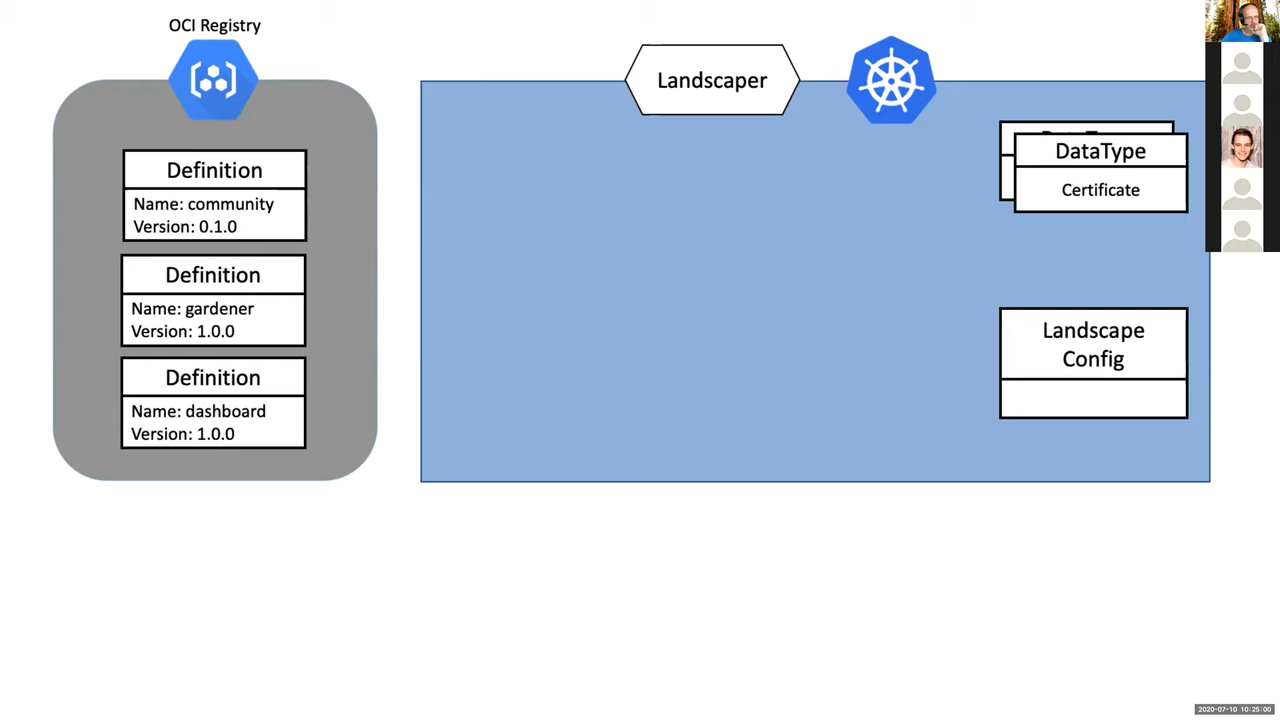 OCI Registry
Definition
Name: community
Version: 0.1.0
Definition
Name: gardener
Version: 1.0.0
Definition
Name: dashboard
Version: 1.0.0
Landscaper
DataType
Certificate
Landscape
Config
2020-07-10 10:25:00